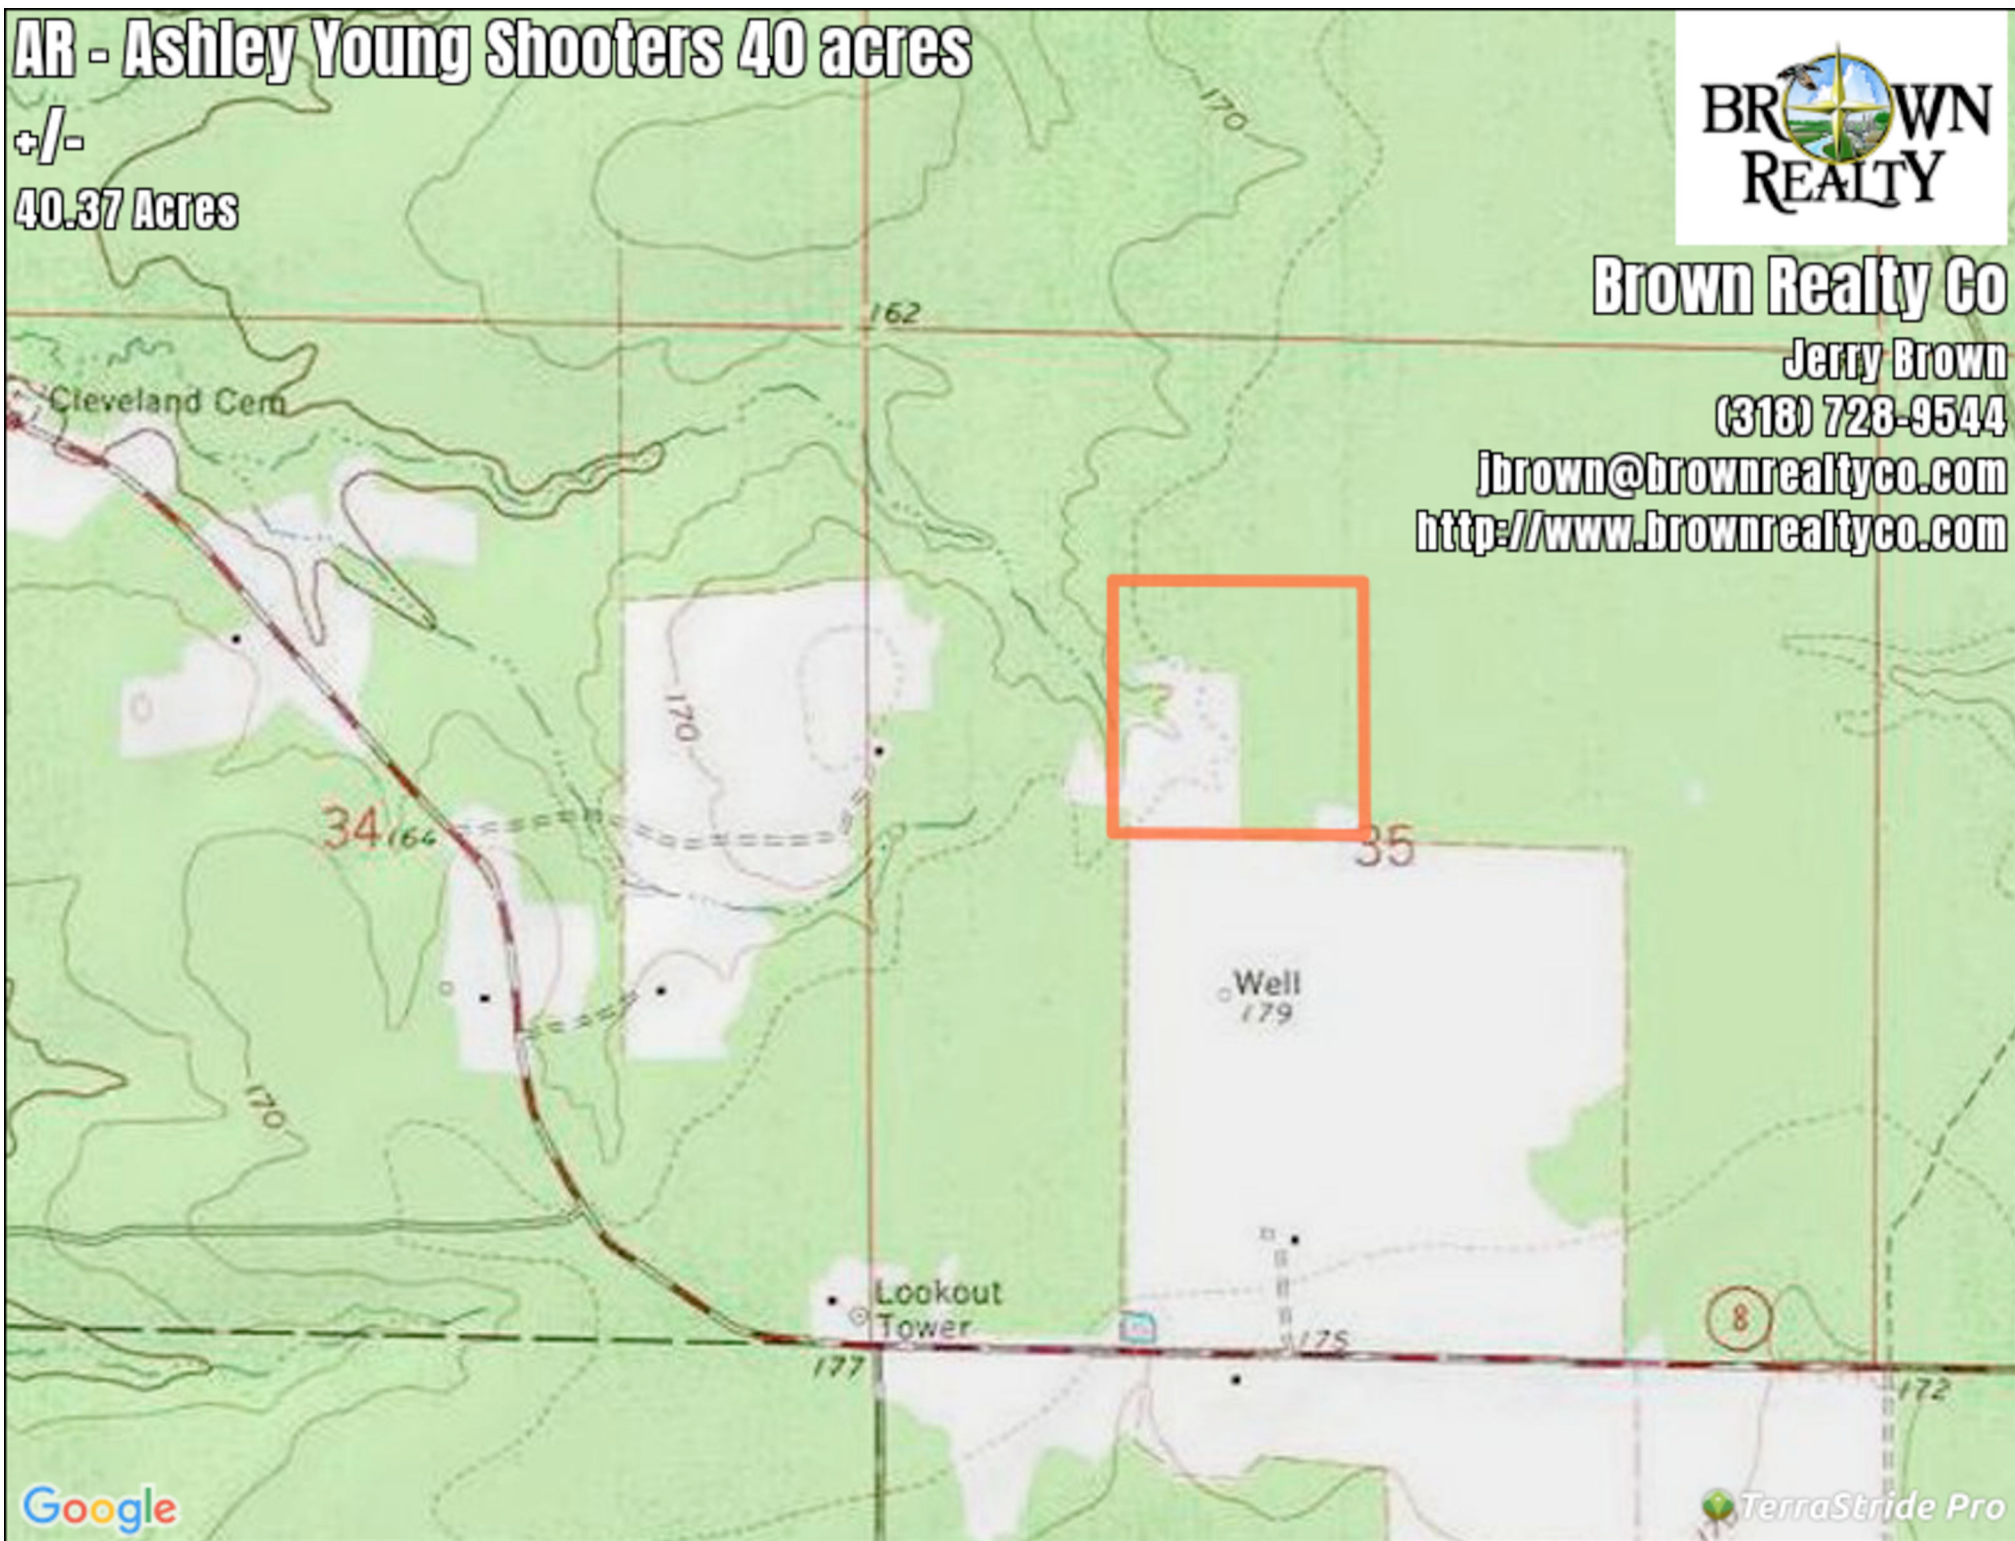 AR - Ashley Young Shooters 40 acres
+/-
40.37 Acres
BROWN
REALTY
Brown Realty Co
Jerry Brown
(318) 728-9544
jbrown@brownrealtyco.com
http://www.brownrealtyco.com
170
162
Cleveland Cem
170
34
166
35
Well
179
170
Lookout
Tower
8
175
177
172
Google
TerraStride Pro